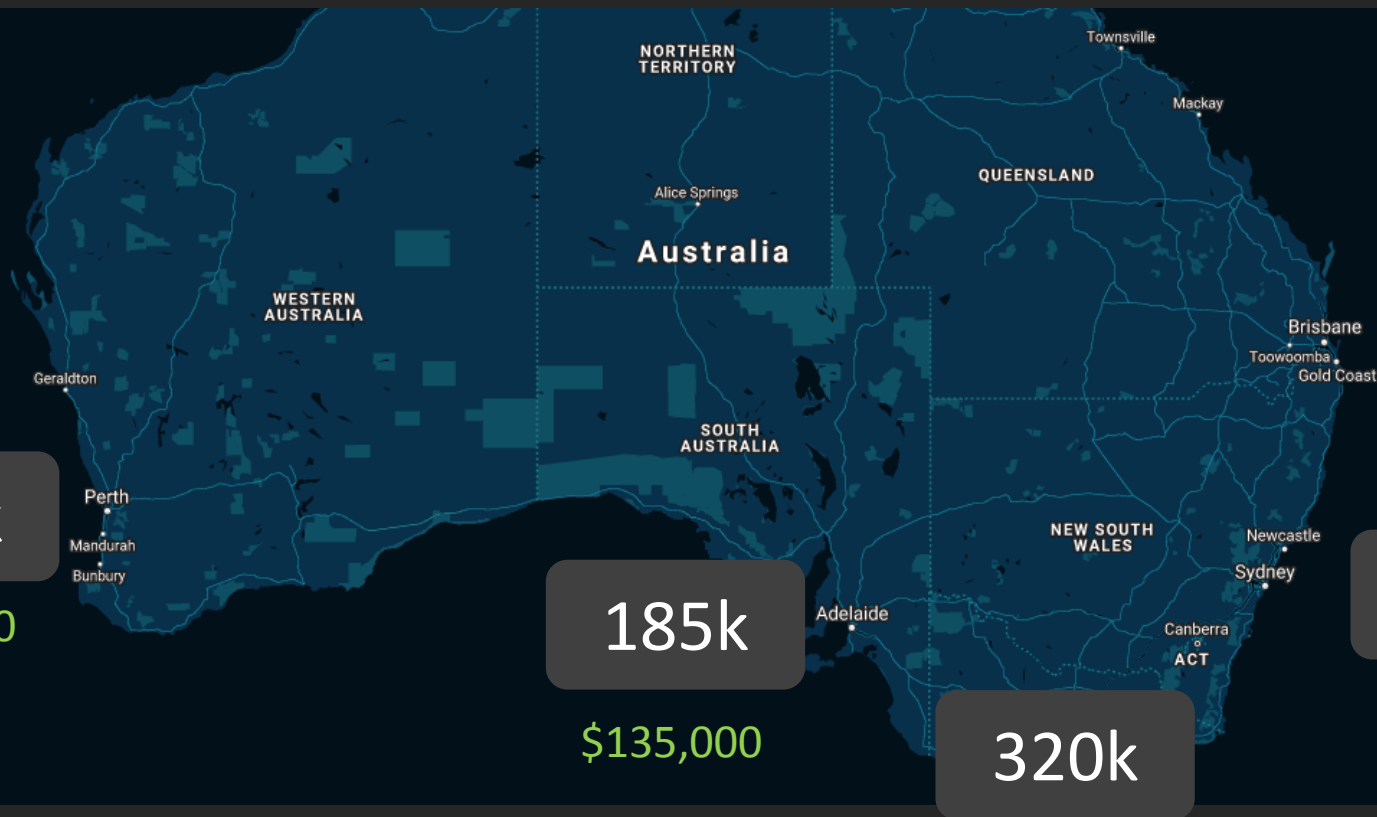 Townsville
NORTHERN
TERRITORY
Mackay
QUEENSLAND
Alice Springs
Australia
WESTERN
AUSTRALIA
Brisbane
Toowoomba
Gold Coast
Geraldton
SOUTH
AUSTRALIA
Perth
NEW SOUTH
WALES
Newcastle
Mandurah
Sydney
Bunbury
185k
Adelaide
0
Canberra
ACT
$135,000
320k